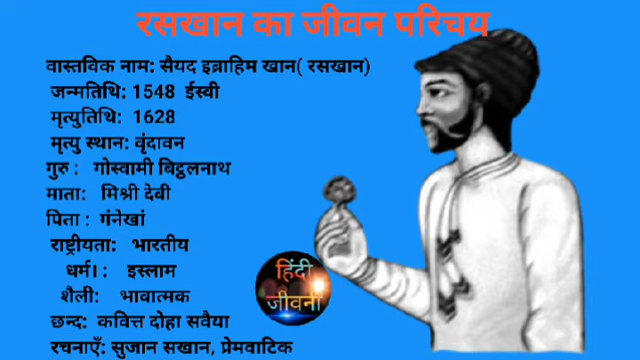 रसखान का जीवन परिचय
वास्तविक नाम: सैयद इब्राहिम खान( रसखान)
जन्मतिथि: 1548 ईस्वी
मृत्युतिथि: 1628
मृत्यु स्थान: वृंदावन
गुरु : गोस्वामी बिट्ठलनाथ
माता: मिश्री देवी
पिता : गंनेखां
राष्ट्रीयता: भारतीय
धर्म। : इस्लाम
शैली: भावात्मक
छन्द: कवित्त दोहा सवैया
रचनाएँ: सुजान सखान, प्रेमवाटिक
हिंदी
जीवनी